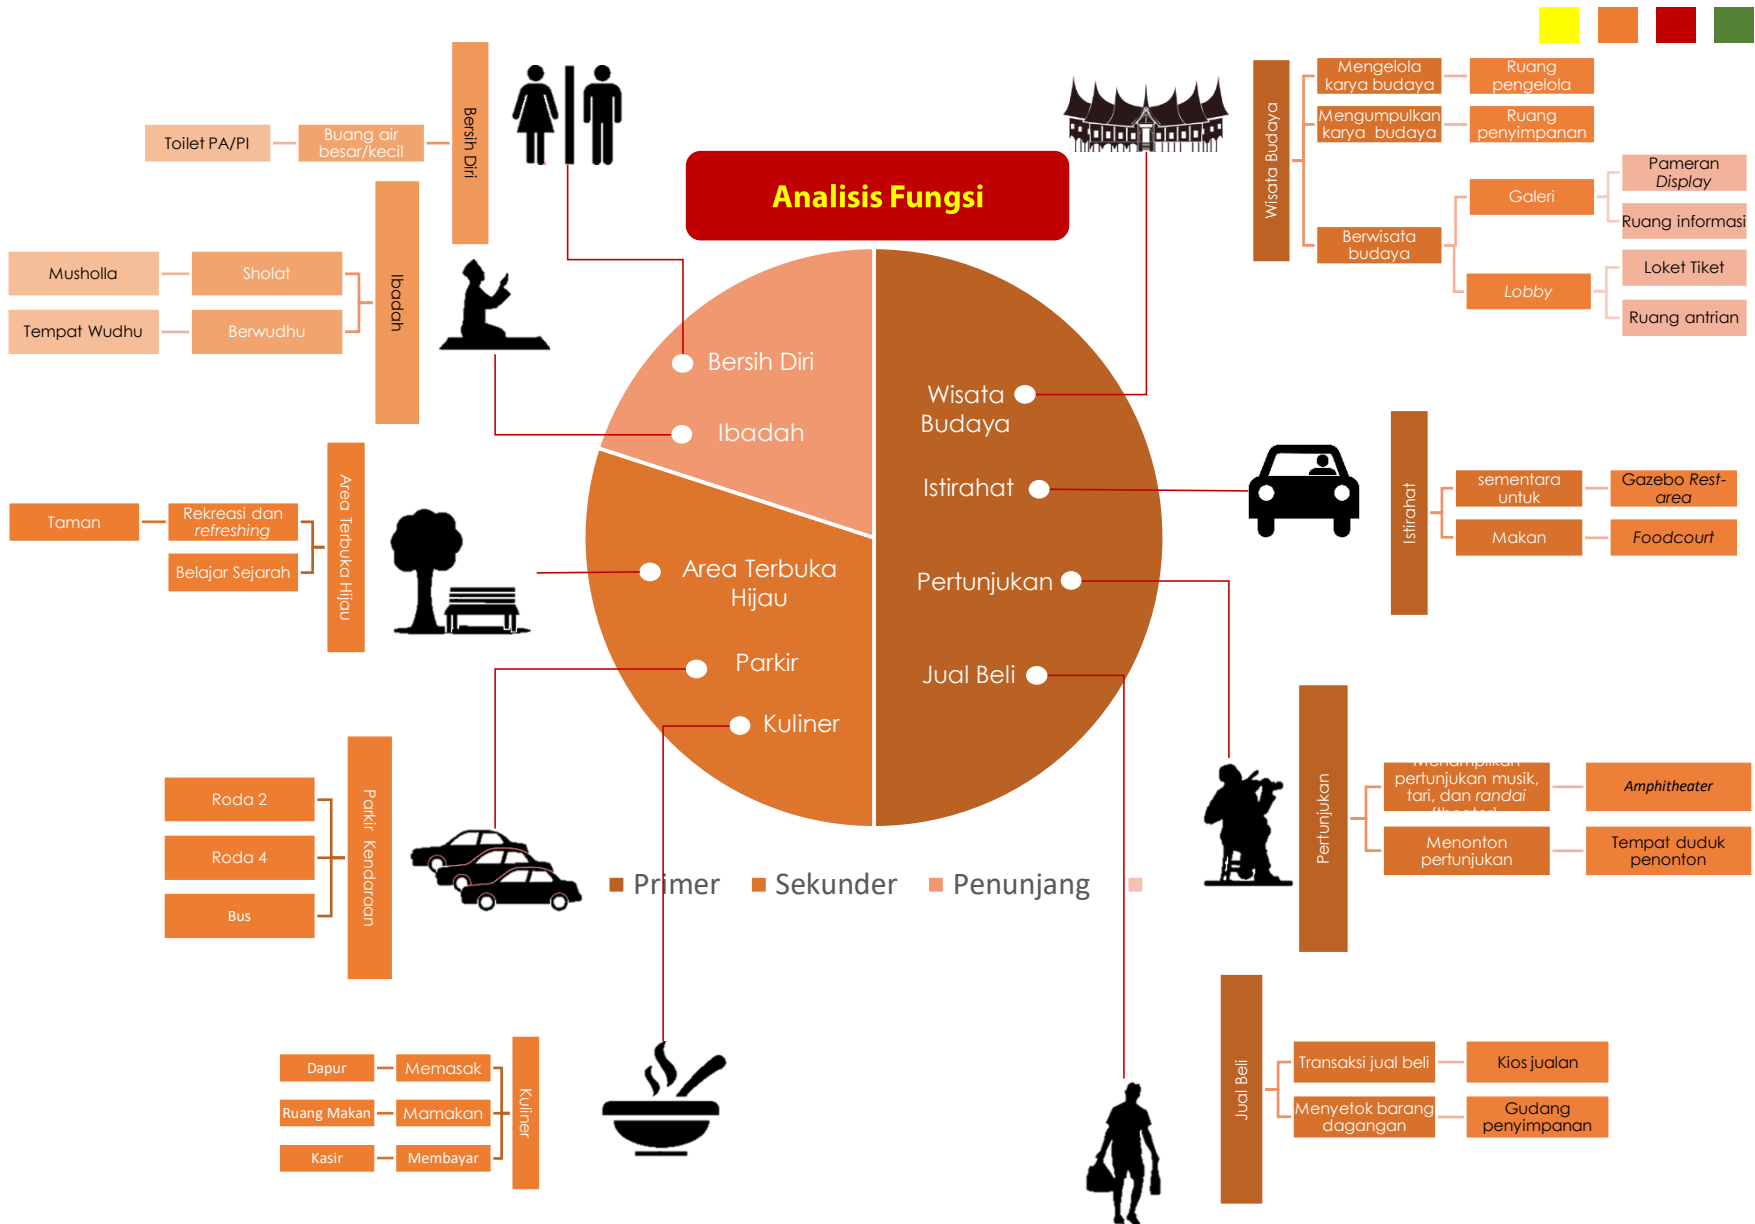 Analisis Fungsi
Bersih Diri
Buang air
besar/kecil
Toilet PA/PI
Ibadah
Sholat
Musholla
Berwudhu
Tempat Wudhu
Area Terbuka Hijau
Rekreasi dan
refreshing
Taman
Belajar Sejarah
Parkir Kendaraan
Roda 2
Roda 4
Bus
Kuliner
Memasak
Dapur
Mamakan
Ruang Makan
Membayar
Kasir
Bersih Diri
Ibadah
Area Terbuka
Hijau
Parkir
Kuliner
Wisata
Budaya
Istirahat
Pertunjukan
Jual Beli
Primer
Sekunder
Penunjang
Wisata Budaya
Mengelola
karya budaya
Ruang
pengelola
Mengumpulkan
karya budaya
Ruang
penyimpanan
Berwisata
budaya
Galeri
Pameran
Display
Ruang informasi
Lobby
Loket Tiket
Ruang antrian
Istirahat
sementara
untuk
Gazebo Rest-
area
Makan
Foodcourt
Pertunjukan
Menampilkan
pertunjukan musik,
tari, dan randai
(theater)
Amphitheater
Menonton
pertunjukan
Tempat duduk
penonton
Jual Beli
Transaksi jual beli
Kios jualan
Menyetok barang
dagangan
Gudang
penyimpanan